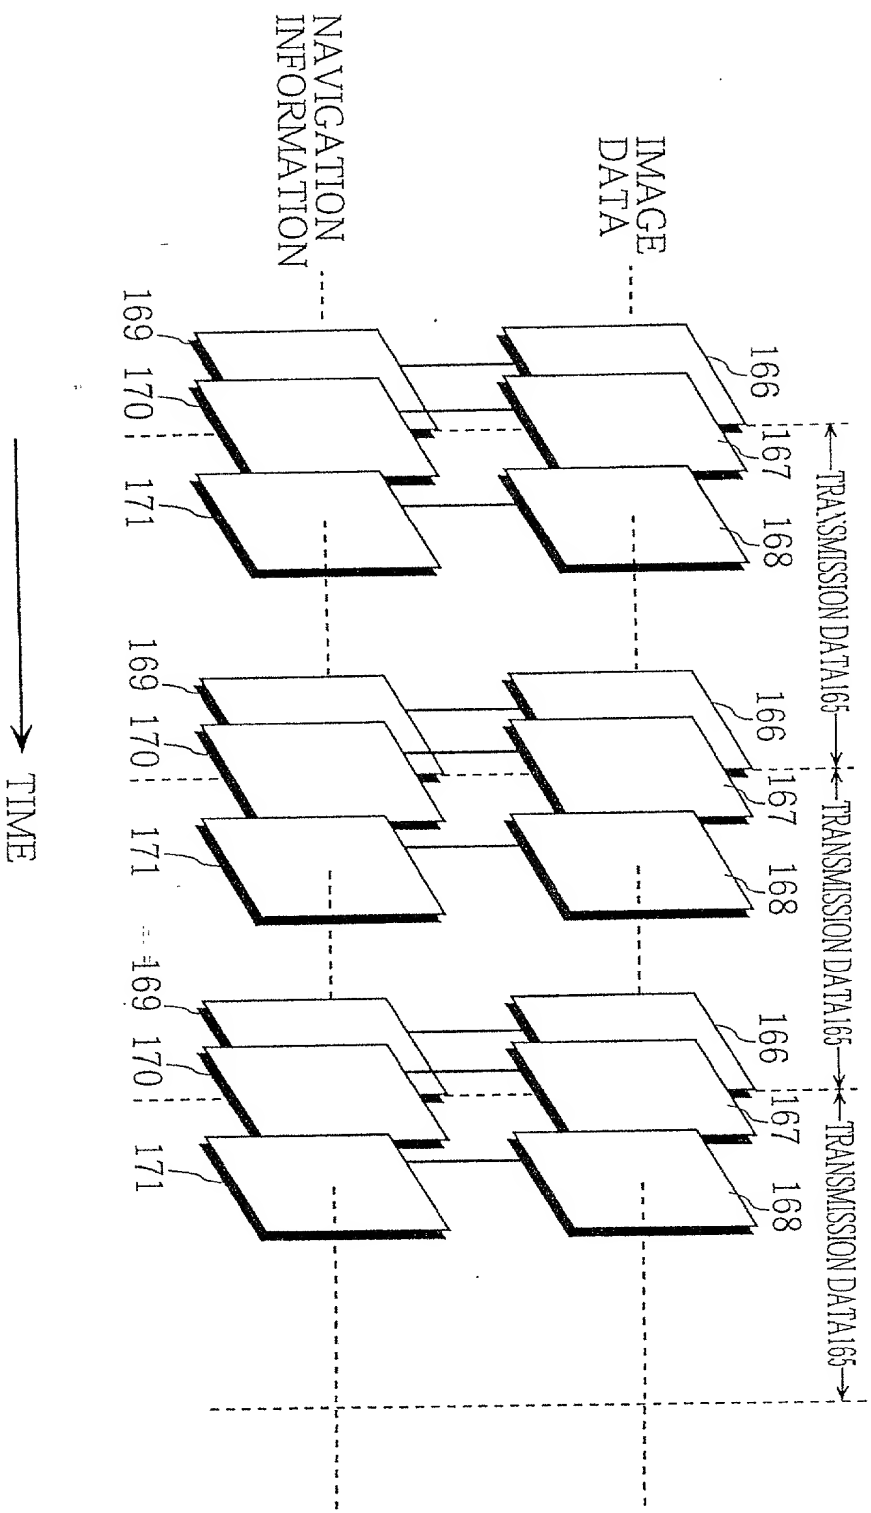 TRANSMISSION DATA165
TRANSMISSION DATA165
TRANSMISSION DATA165
166
167
168
166
167
168
166
167
168
IMAGE
DATA
NAVIGATION
INFORMATION
169
170
171
169
170
171
169
170
171
TIME